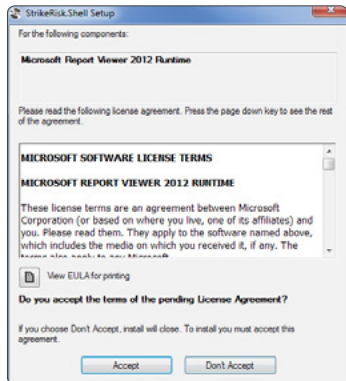 StrikeRisk.Shell Setup
For the following components:
Microsoft Report Viewer 2012 Runtime
Please read the following license agreement. Press the page down key to see the rest
of the agreement.
MICROSOFT SOFTWARE LICENSE TERMS
MICROSOFT REPORT VIEWER 2012 RUNTIME
These license terms are an agreement between Microsoft
Corporation (or based on where you live, one of its affiliates) and
you. Please read them. They apply to the software named above,
which includes the media on which you received it, if any. The
terms also apply to any Microsoft
View EULA for printing
Do you accept the terms of the pending License Agreement?
If you choose Don't Accept, install will close. To install you must accept this
agreement.
Accept
Don't Accept